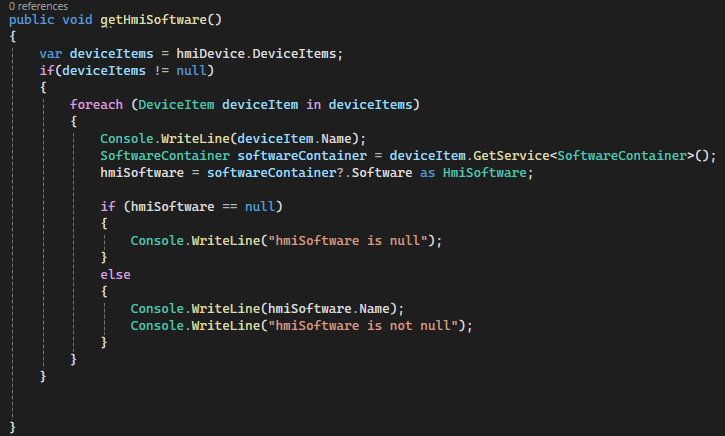 0 references
public void getHmiSoftware()
{
    var deviceItems = hmiDevice.DeviceItems;
    if(deviceItems != null)
    {
        foreach (DeviceItem deviceItem in deviceItems)
        {
            Console.WriteLine(deviceItem.Name);
            SoftwareContainer softwareContainer = deviceItem.GetService<SoftwareContainer>();
            hmiSoftware = softwareContainer?.Software as HmiSoftware;

            if (hmiSoftware == null)
            {
                Console.WriteLine("hmiSoftware is null");
            }
            else
            {
                Console.WriteLine(hmiSoftware.Name);
                Console.WriteLine("hmiSoftware is not null");
            }
        }
    }


}